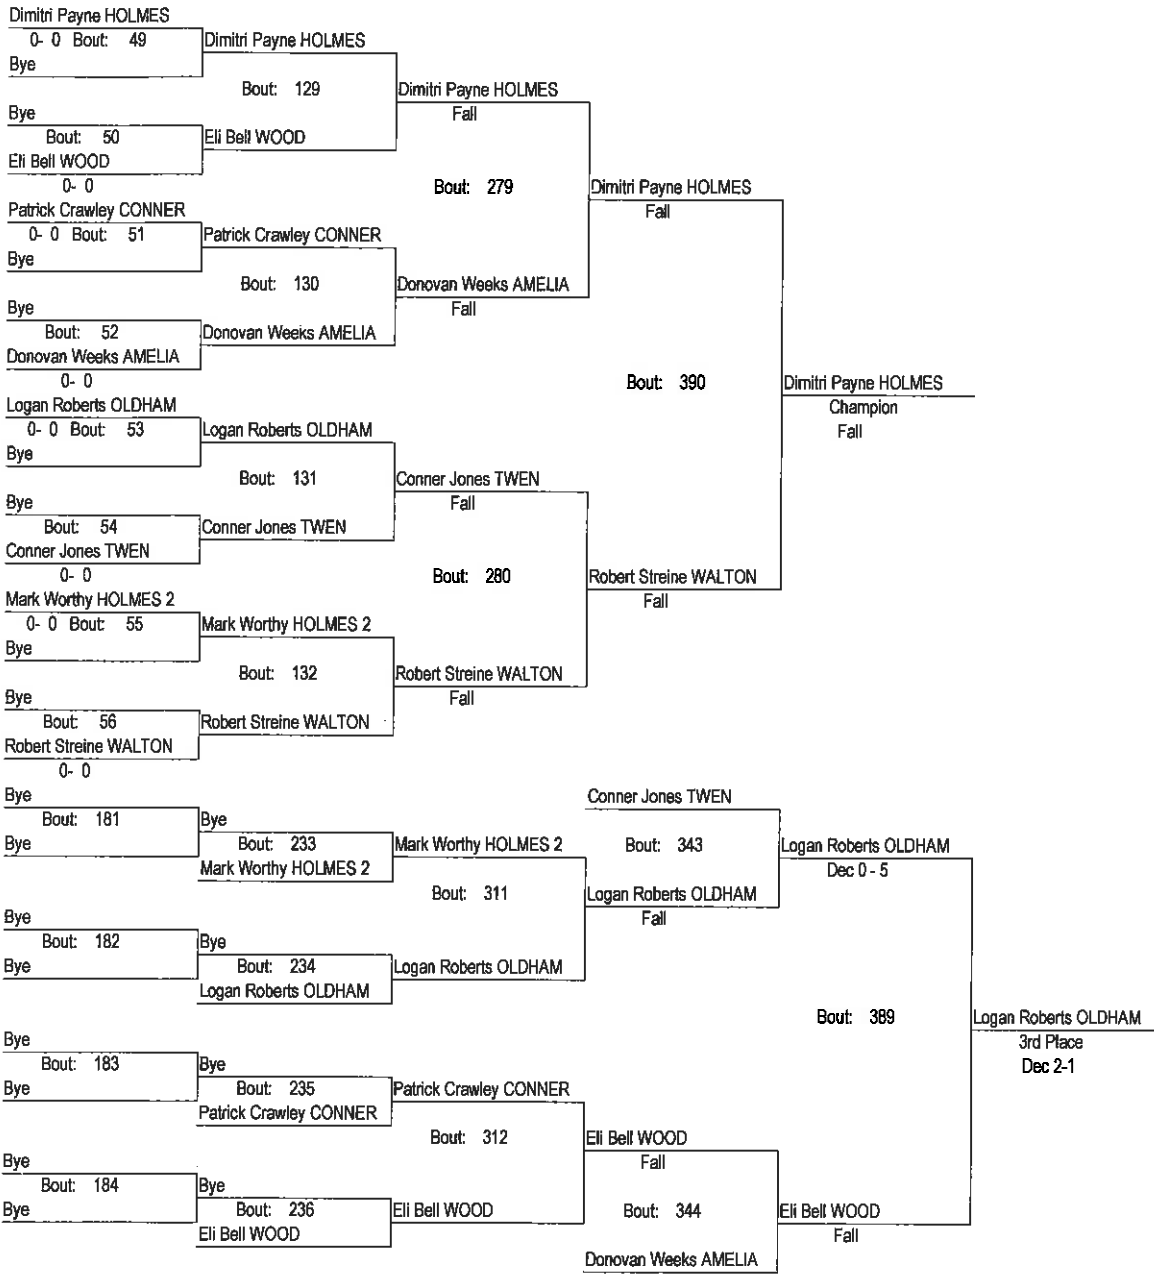 Dimitri Payne HOLMES
0- 0 Bout: 49
Dimitri Payne HOLMES
Bye
Bout: 129
Dimitri Payne HOLMES
Fall
Bye
Bout: 50
Eli Bell WOOD
Eli Bell WOOD
0- 0
Bout: 279
Dimitri Payne HOLMES
Fall
Patrick Crawley CONNER
0- 0 Bout: 51
Patrick Crawley CONNER
Bye
Bout: 130
Donovan Weeks AMELIA
Fall
Bye
Bout: 52
Donovan Weeks AMELIA
Donovan Weeks AMELIA
0- 0
Bout: 390
Dimitri Payne HOLMES
Champion
Fall
Logan Roberts OLDHAM
0- 0 Bout: 53
Logan Roberts OLDHAM
Bye
Bout: 131
Conner Jones TWEN
Fall
Bye
Bout: 54
Conner Jones TWEN
Conner Jones TWEN
0- 0
Bout: 280
Robert Streine WALTON
Fall
Mark Worthy HOLMES 2
0- 0 Bout: 55
Mark Worthy HOLMES 2
Bye
Bout: 132
Robert Streine WALTON
Fall
Bye
Bout: 56
Robert Streine WALTON
Robert Streine WALTON
0- 0
Bye
Bout: 181
Bye
Bye
Bout: 233
Mark Worthy HOLMES 2
Mark Worthy HOLMES 2
Conner Jones TWEN
Bout: 343
Logan Roberts OLDHAM
Dec 0 - 5
Bout: 311
Logan Roberts OLDHAM
Fall
Bye
Bout: 182
Bye
Bye
Bout: 234
Logan Roberts OLDHAM
Logan Roberts OLDHAM
Bout: 389
Logan Roberts OLDHAM
3rd Place
Dec 2-1
Bye
Bout: 183
Bye
Bye
Bout: 235
Patrick Crawley CONNER
Patrick Crawley CONNER
Bout: 312
Eli Bell WOOD
Fall
Bye
Bout: 184
Bye
Bye
Bout: 236
Eli Bell WOOD
Eli Bell WOOD
Bout: 344
Eli Bell WOOD
Fall
Donovan Weeks AMELIA